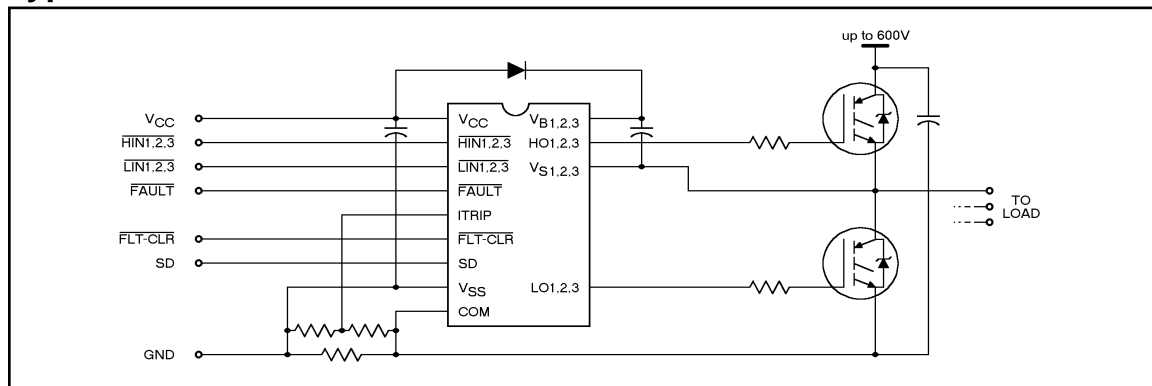 up to 600V
VCC
HIN1,2,3
LIN1,2,3
FAULT
FLT-CLR
SD
GND
VCC
HIN1,2,3
LIN1,2,3
FAULT
ITRIP
FLT-CLR
SD
VSS
COM
VB1,2,3
HO1,2,3
VS1,2,3
LO1,2,3
TO
LOAD